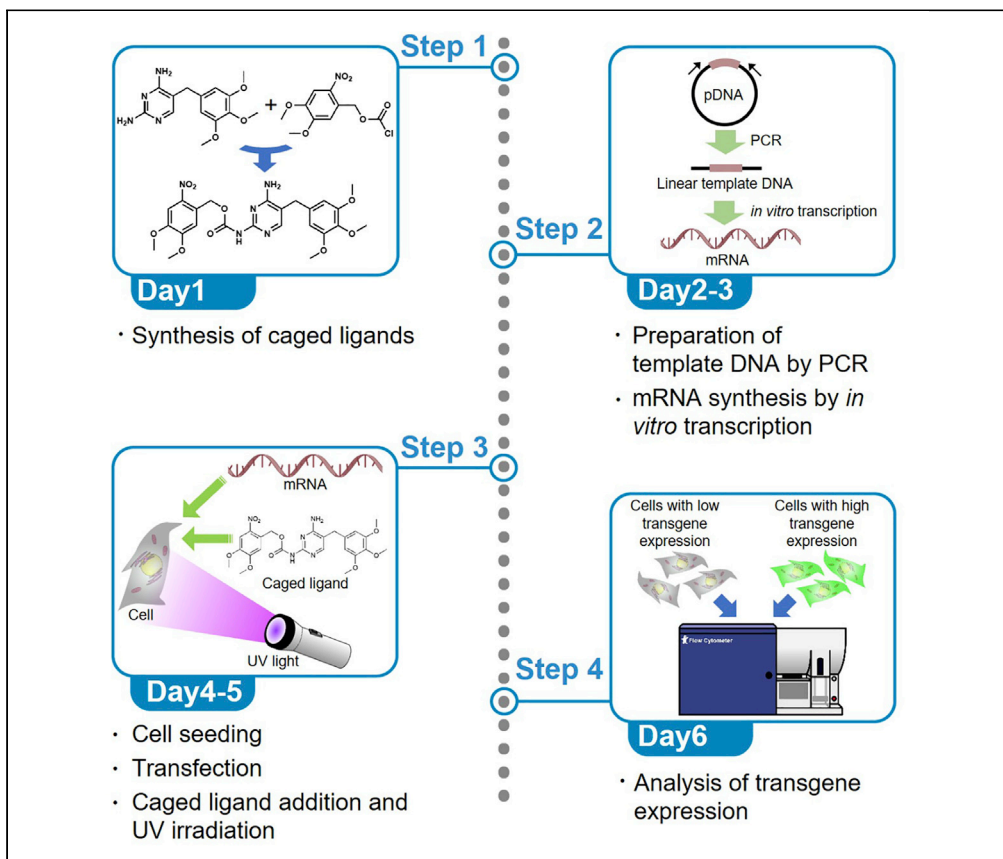 Step 1
NH₂
H₂N
N
N
O
O
O
+
NO₂
O
O
O
O
Cl
NO₂
O
O
O
O
NH
N
N
NH₂
O
O
O
Day1
· Synthesis of caged ligands
Step 2
pDNA
PCR
Linear template DNA
in vitro transcription
mRNA
Day2-3
· Preparation of
template DNA by PCR
· mRNA synthesis by in
vitro transcription
Step 3
mRNA
NO₂
O
O
O
O
NH
N
N
NH₂
O
O
O
Caged ligand
Cell
UV light
Day4-5
· Cell seeding
· Transfection
· Caged ligand addition and
UV irradiation
Step 4
Cells with low
transgene
expression
Cells with high
transgene
expression
Flow Cytometer
Day6
· Analysis of transgene
expression